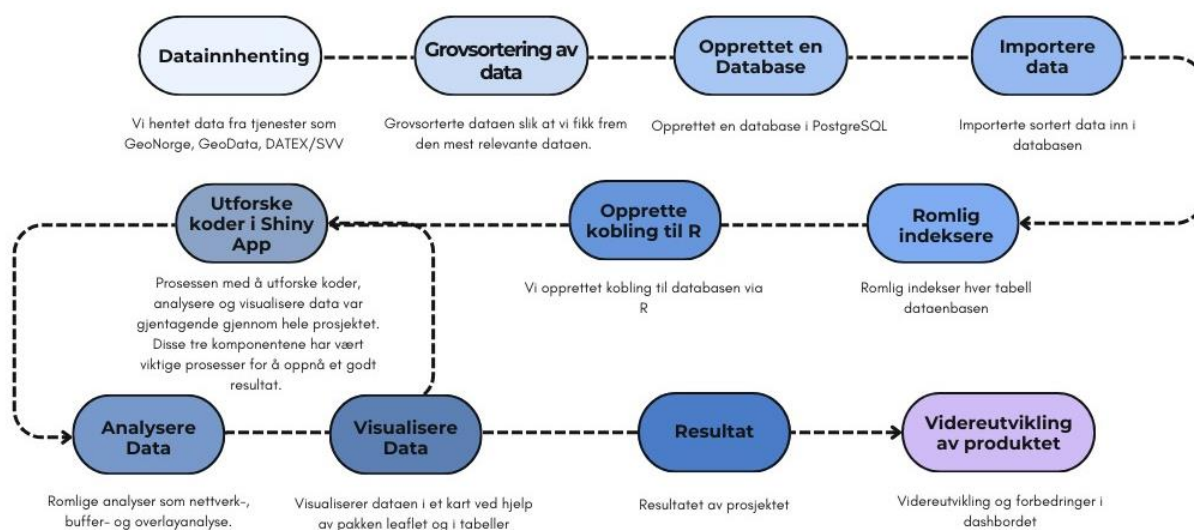 Datainnhenting
Vi hentet data fra tjenester som
GeoNorge, GeoData, DATEX/SVV
Grovsortering av
data
Grovsorterte dataen slik at vi fikk frem
den mest relevante dataen.
Opprettet en
Database
Opprettet en database i PostgreSQL
Importere
data
Importerte sortert data inn i
databasen
Romlig
indeksere
Romlig indekser hver tabell
dataenbasen
Opprette
kobling til R
Vi opprettet kobling til databasen via
R
Utforske
koder i Shiny
App
Prosessen med å utforske koder,
analysere og visualisere data var
gjentagende gjennom hele prosjektet.
Disse tre komponentene har vært
viktige prosesser for å oppnå et godt
resultat.
Analysere
Data
Romlige analyser som nettverk-,
buffer- og overlayanalyse.
Visualisere
Data
Visualiserer dataen i et kart ved hjelp
av pakken leaflet og i tabeller
Resultat
Resultatet av prosjektet
Videreutvikling
av produktet
Videreutvikling og forbedringer i
dashbordet